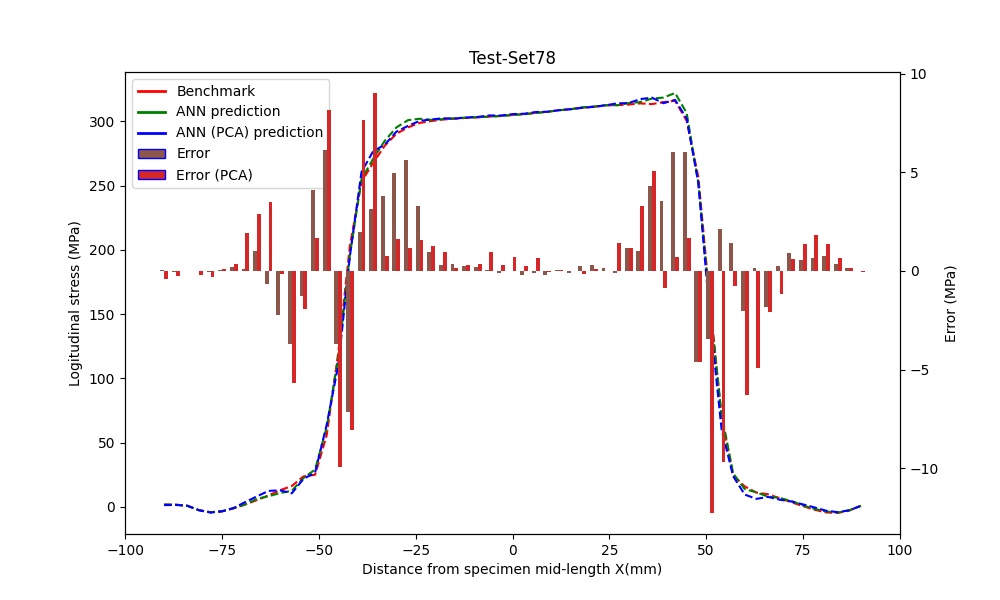 Test-Set78
Benchmark
ANN prediction
ANN (PCA) prediction
Error
Error (PCA)
300
250
200
150
100
50
0
Logitudinal stress (MPa)
10
5
0
−5
−10
Error (MPa)
−100 −75 −50 −25 0 25 50 75 100
Distance from specimen mid-length X(mm)